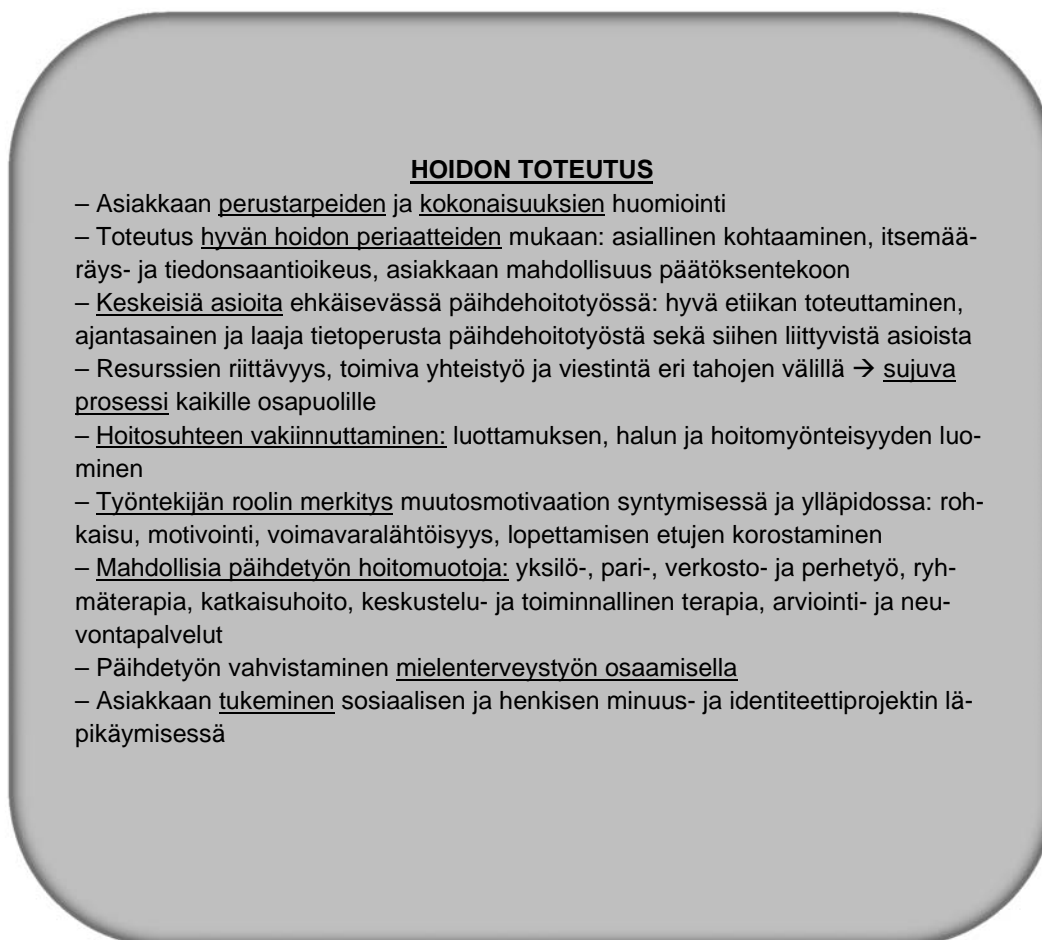 HOIDON TOTEUTUS
– Asiakkaan perustarpeiden ja kokonaisuuksien huomiointi
– Toteutus hyvän hoidon periaatteiden mukaan: asiallinen kohtaaminen, itsemää-
räys- ja tiedonsaantioikeus, asiakkaan mahdollisuus päätöksentekoon
– Keskeisiä asioita ehkäisevässä päihdehoitotyössä: hyvä etiikan toteuttaminen,
ajantasainen ja laaja tietoperusta päihdehoitotyöstä sekä siihen liittyvistä asioista
– Resurssien riittävyys, toimiva yhteistyö ja viestintä eri tahojen välillä → sujuva
prosessi kaikille osapuolille
– Hoitosuhteen vakiinnuttaminen: luottamuksen, halun ja hoitomyönteisyyden luo-
minen
– Työntekijän roolin merkitys muutosmotivaation syntymisessä ja ylläpidossa: roh-
kaisu, motivointi, voimavaralähtöisyys, lopettamisen etujen korostaminen
– Mahdollisia päihdetyön hoitomuotoja: yksilö-, pari-, verkosto- ja perhetyö, ryh-
mäterapia, katkaisuhoito, keskustelu- ja toiminnallinen terapia, arviointi- ja neu-
vontapalvelut
– Päihdetyön vahvistaminen mielenterveystyön osaamisella
– Asiakkaan tukeminen sosiaalisen ja henkisen minuus- ja identiteettiprojektin lä-
pikäymisessä